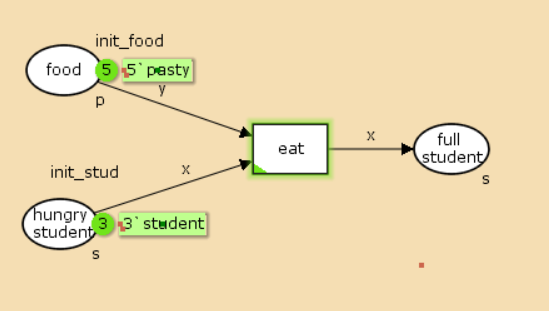 init_food
food
5
5`pasty
y
p
eat
x
full
student
s
init_stud
x
hungry
student
3
3`student
s